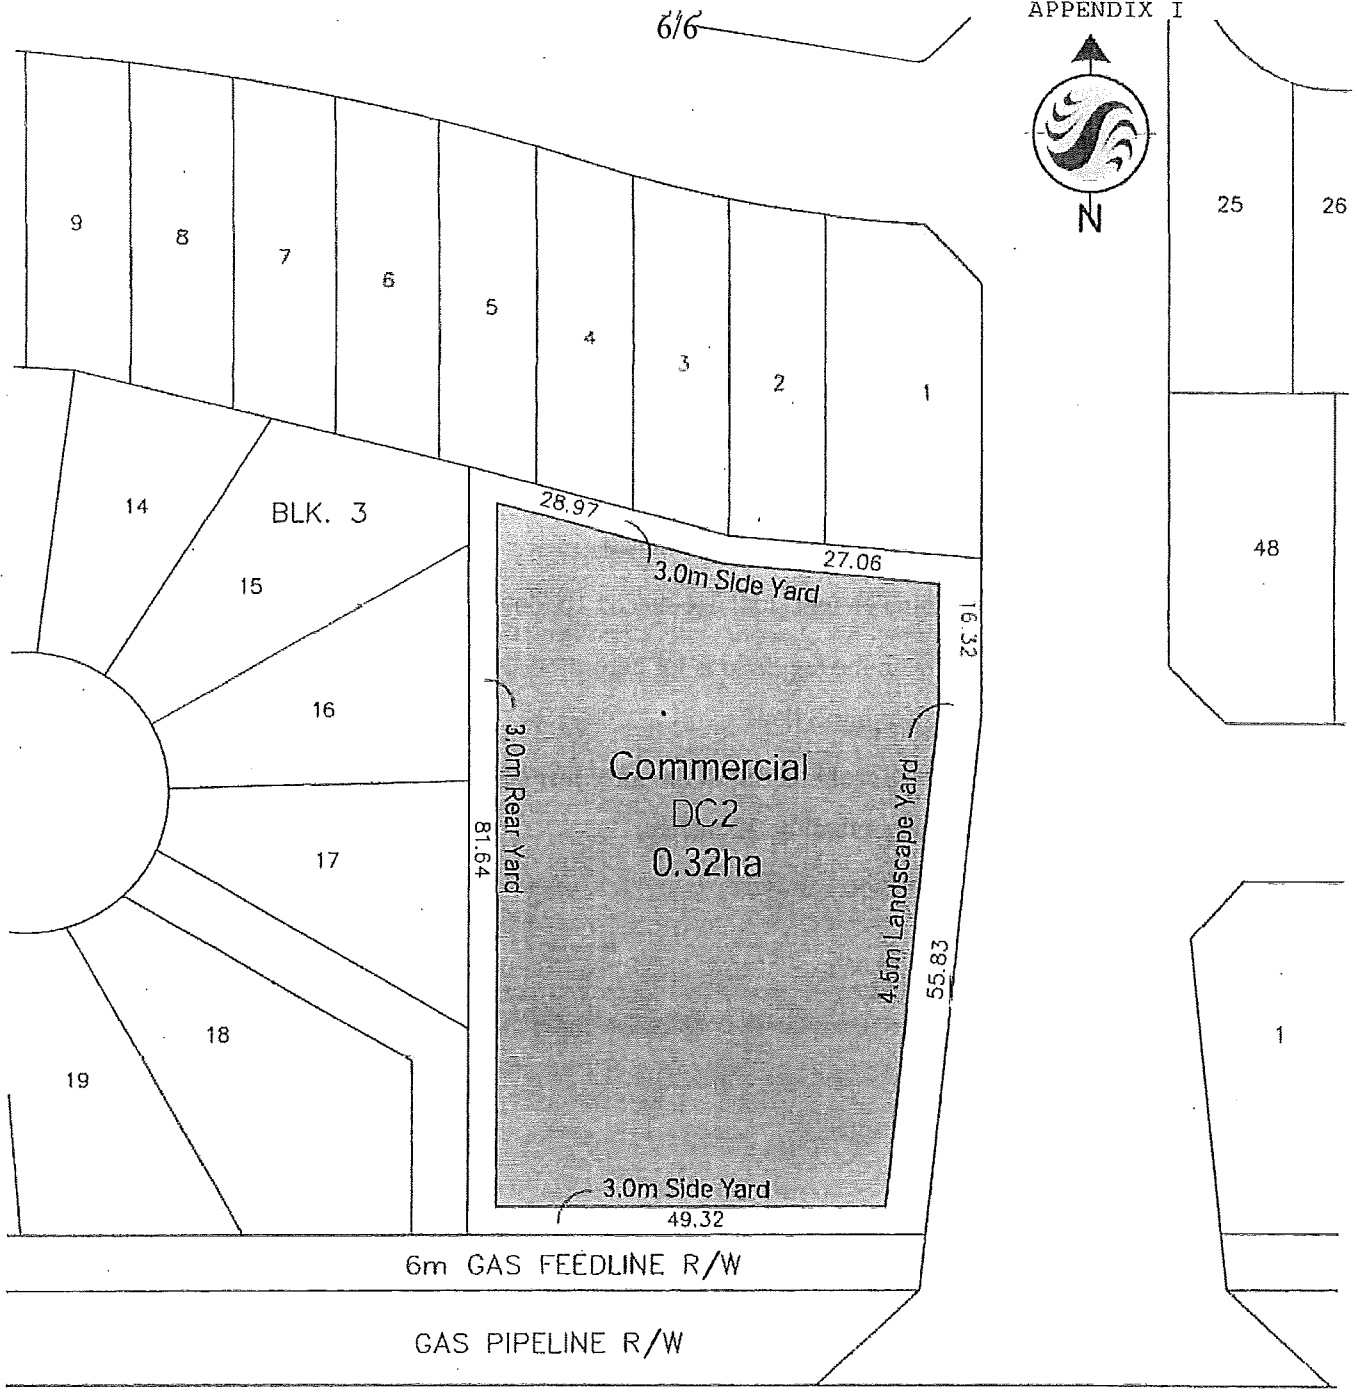 6/6
APPENDIX I
N
25
26
9
8
7
6
5
4
3
2
1
14
BLK. 3
15
16
17
18
19
48
1
28.97
27.06
3.0m Side Yard
16.32
3.0m Rear Yard
81.64
Commercial
DC2
0.32ha
4.5m Landscape Yard
55.83
3.0m Side Yard
49.32
6m GAS FEEDLINE R/W
GAS PIPELINE R/W